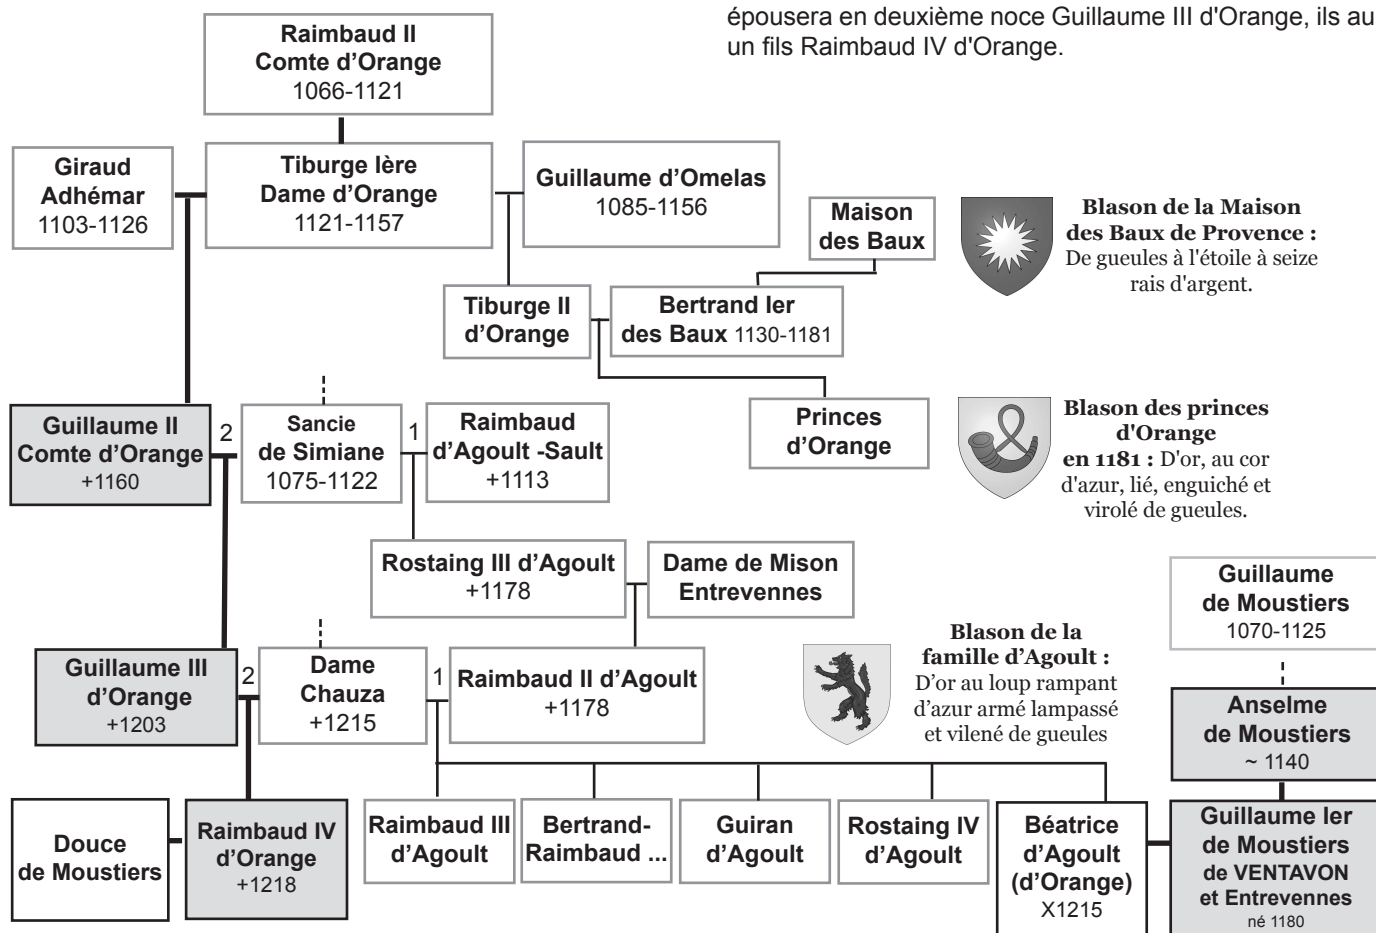 épousera en deuxième noce Guillaume III d'Orange, ils au
un fils Raimbaud IV d'Orange.
Raimbaud II
Comte d’Orange
1066-1121
Giraud
Adhémar
1103-1126
Tiburge Ière
Dame d’Orange
1121-1157
Guillaume d’Omelas
1085-1156
Maison
des Baux
Blason de la Maison
des Baux de Provence :
De gueules à l'étoile à seize
rais d'argent.
Tiburge II
d’Orange
Bertrand Ier
des Baux 1130-1181
Guillaume II
Comte d’Orange
+1160
2
Sancie
de Simiane
1075-1122
1
Raimbaud
d’Agoult -Sault
+1113
Princes
d’Orange
Blason des princes
d'Orange
en 1181 : D'or, au cor
d'azur, lié, enguiché et
virolé de gueules.
Rostaing III d’Agoult
+1178
Dame de Mison
Entrevennes
Guillaume
de Moustiers
1070-1125
Guillaume III
d’Orange
+1203
2
Dame
Chauza
+1215
1
Raimbaud II d’Agoult
+1178
Blason de la
famille d’Agoult :
D’or au loup rampant
d’azur armé lampassé
et vilené de gueules
Anselme
de Moustiers
~ 1140
Douce
de Moustiers
Raimbaud IV
d’Orange
+1218
Raimbaud III
d’Agoult
Bertrand-
Raimbaud ...
Guiran
d’Agoult
Rostaing IV
d’Agoult
Béatrice
d’Agoult
(d’Orange)
X1215
Guillaume Ier
de Moustiers
de VENTAVON
et Entrevennes
né 1180